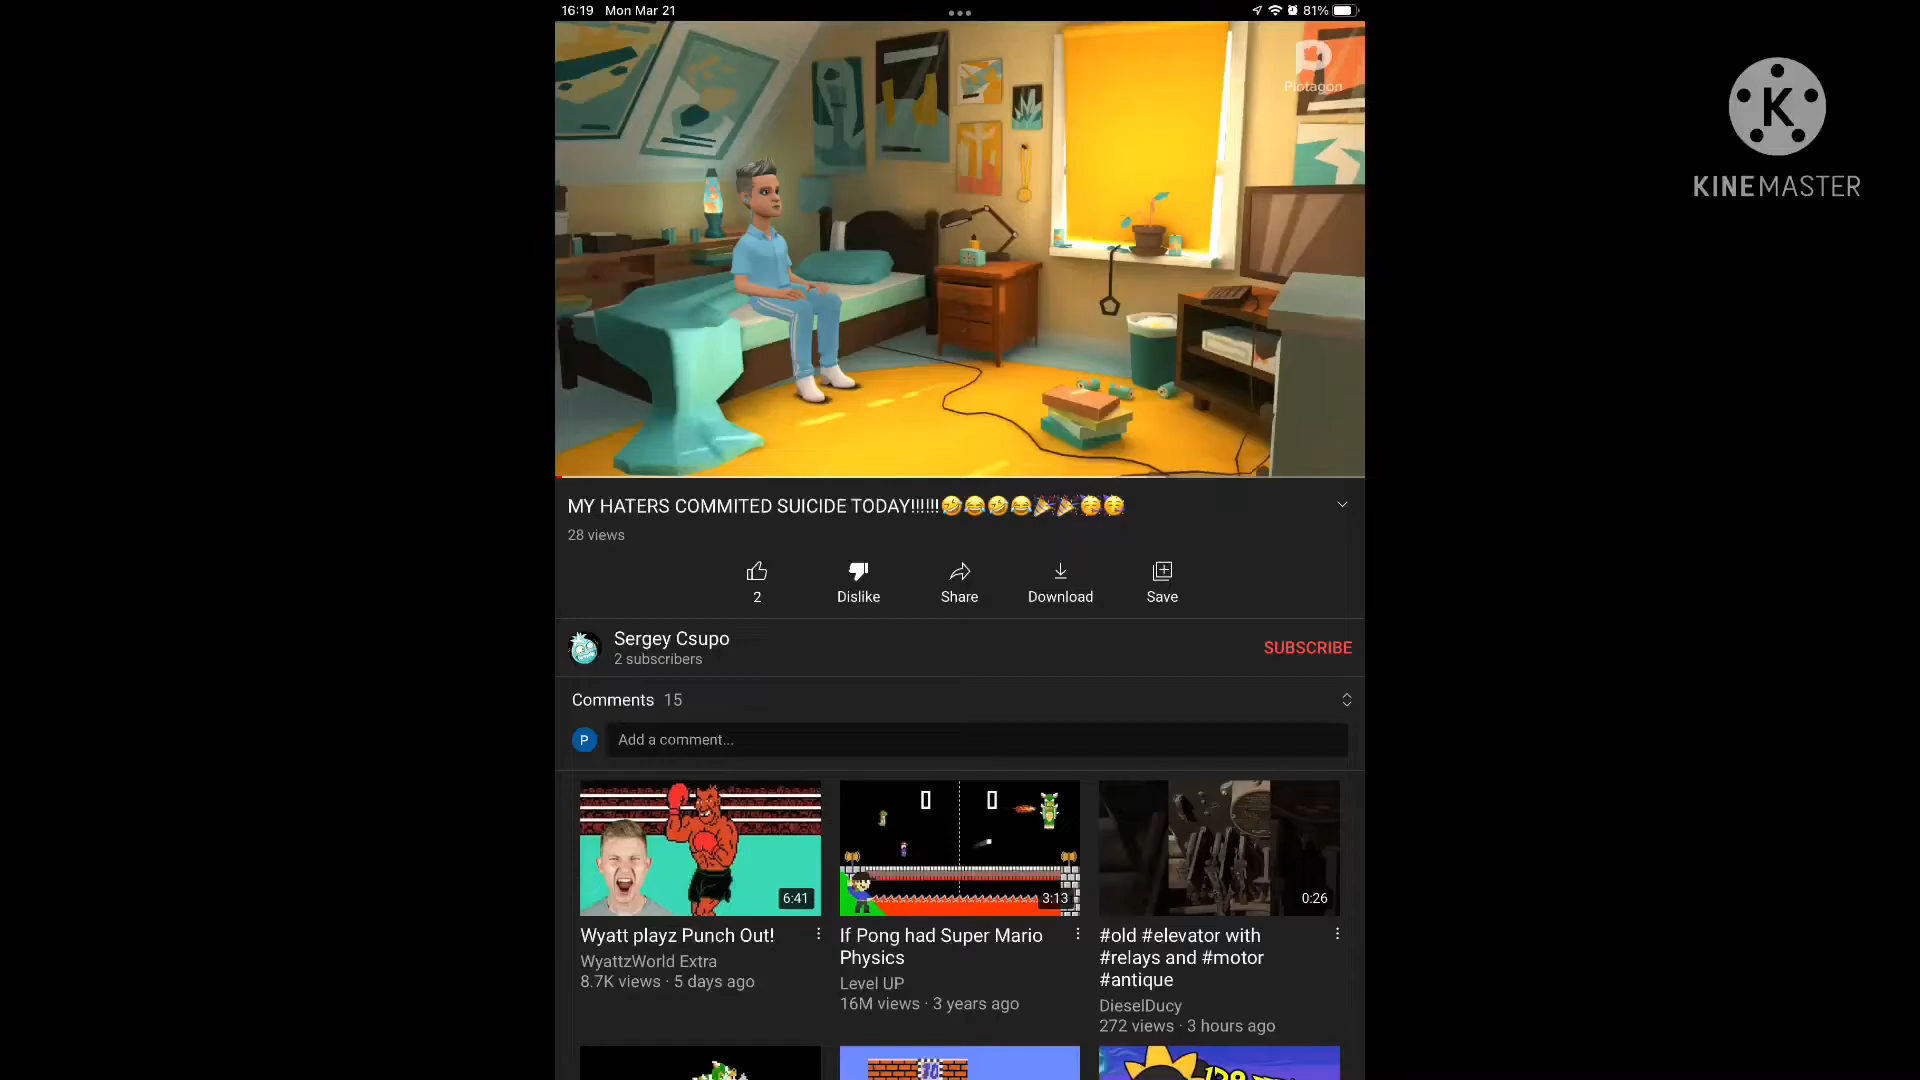 16:19 Mon Mar 21
81%
Plotagon
K
KINEMASTER
MY HATERS COMMITED SUICIDE TODAY!!!!!!🤣😂🤣😂🎉🎉🥳🥳
28 views
2 Dislike Share Download Save
Sergey Csupo
2 subscribers
SUBSCRIBE
Comments 15
P
Add a comment...
6:41
3:13
0:26
Wyatt playz Punch Out!
WyattzWorld Extra
8.7K views · 5 days ago
If Pong had Super Mario
Physics
Level UP
16M views · 3 years ago
#old #elevator with
#relays and #motor
#antique
DieselDucy
272 views · 3 hours ago